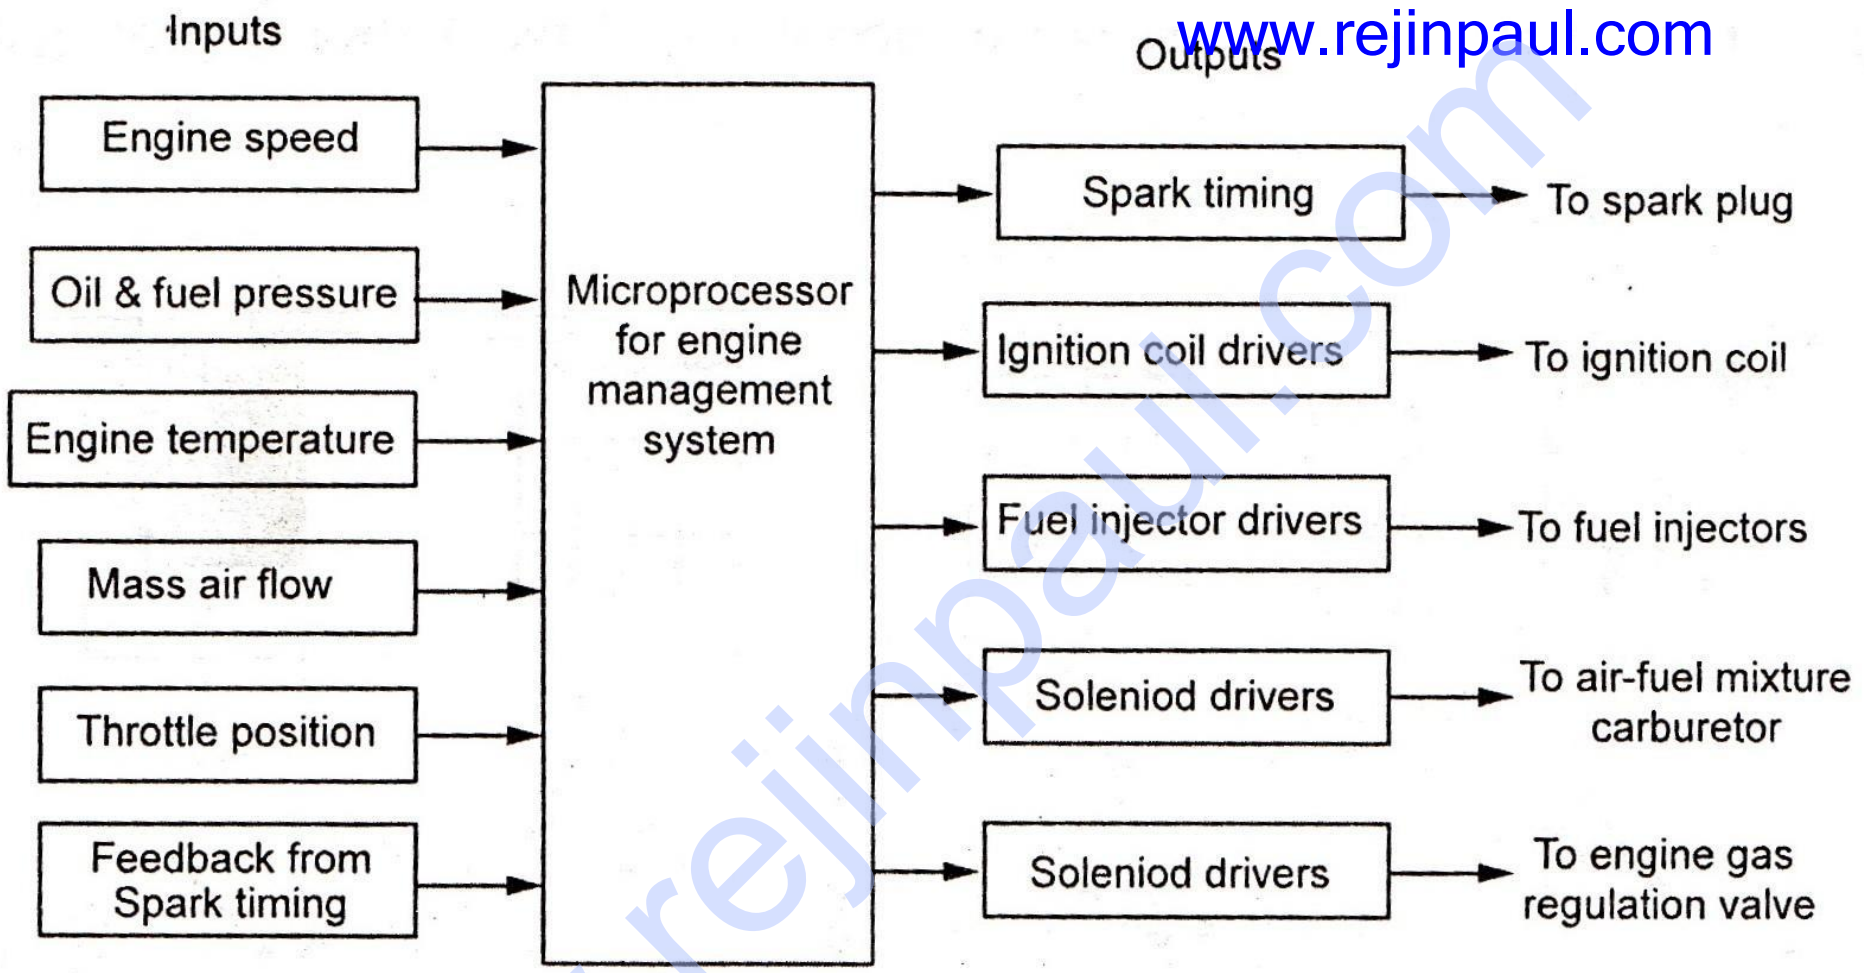 Inputs
www.rejinpaul.com
Outputs
Engine speed
Oil & fuel pressure
Engine temperature
Mass air flow
Throttle position
Feedback from
Spark timing
Microprocessor
for engine
management
system
Spark timing
To spark plug
Ignition coil drivers
To ignition coil
Fuel injector drivers
To fuel injectors
Soleniod drivers
To air-fuel mixture
carburetor
Soleniod drivers
To engine gas
regulation valve
rejinpaul.com